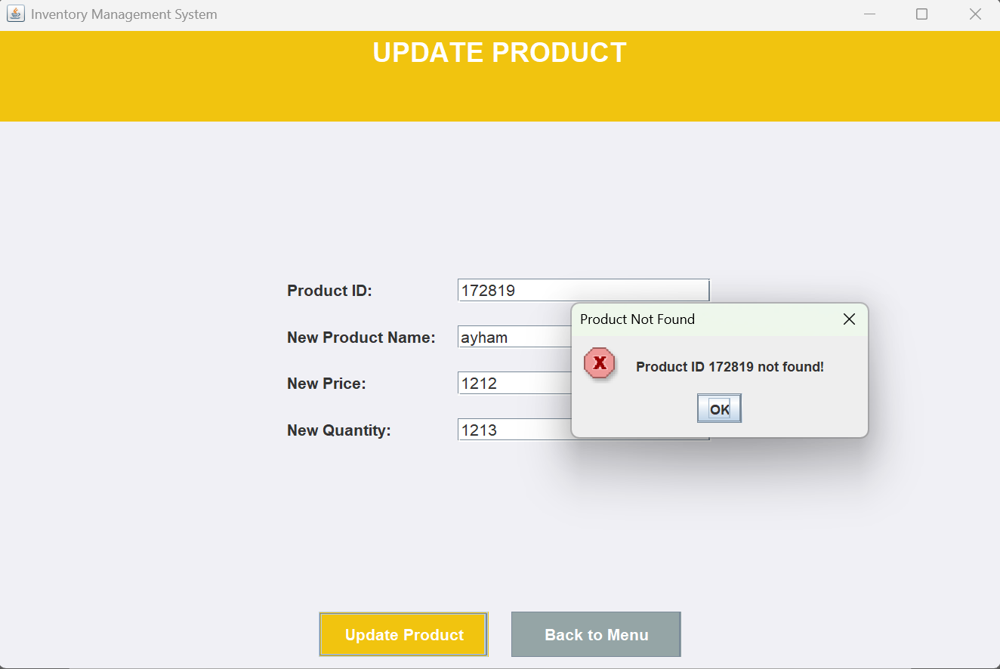 Inventory Management System
UPDATE PRODUCT
Product ID: 172819
Product Not Found
New Product Name: ayham
Product ID 172819 not found!
New Price: 1212
OK
New Quantity: 1213
Update Product Back to Menu